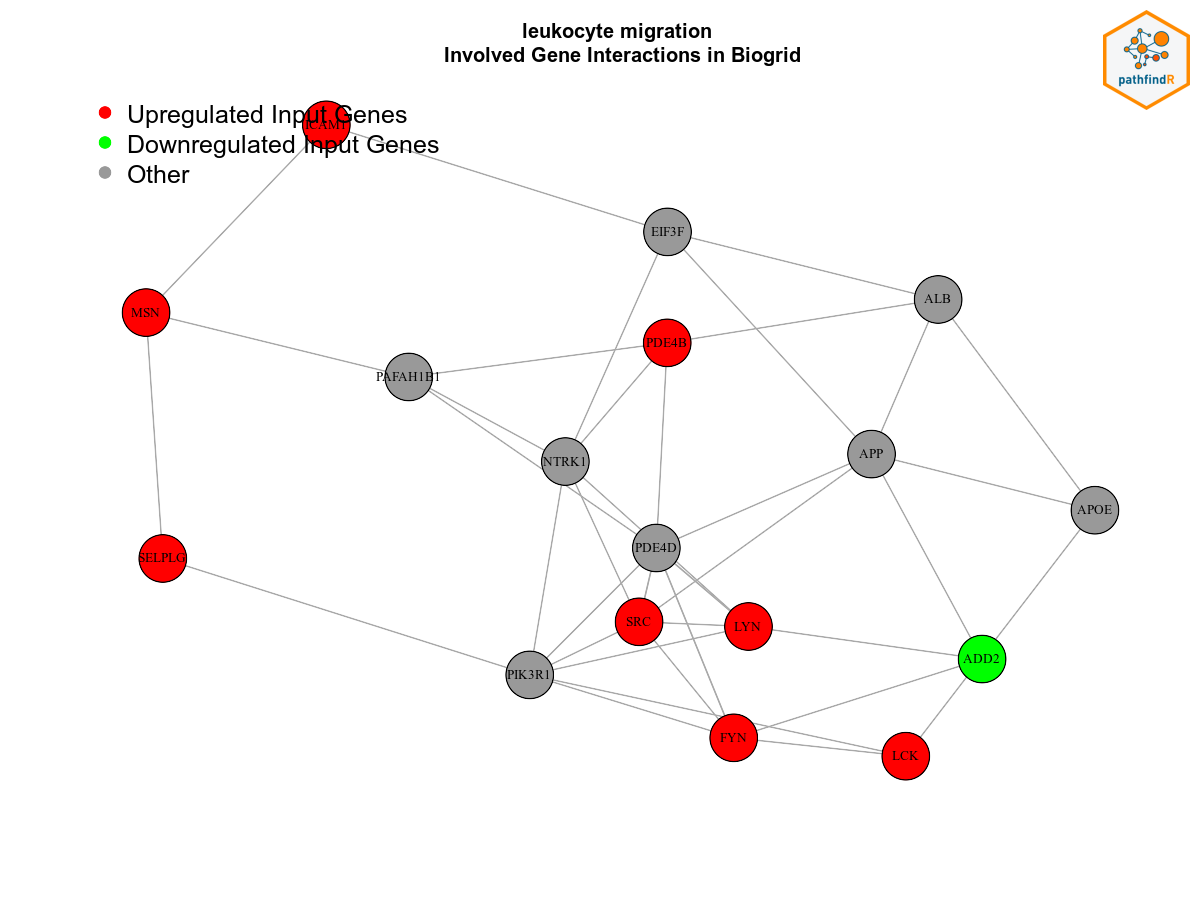 leukocyte migration
Involved Gene Interactions in Biogrid
pathfindR
Upregulated Input Genes
ICAM1
Downregulated Input Genes
Other
EIF3F
ALB
MSN
PDE4B
PAFAH1B1
NTRK1
APP
APOE
PDE4D
SELPLG
SRC
LYN
ADD2
PIK3R1
FYN
LCK